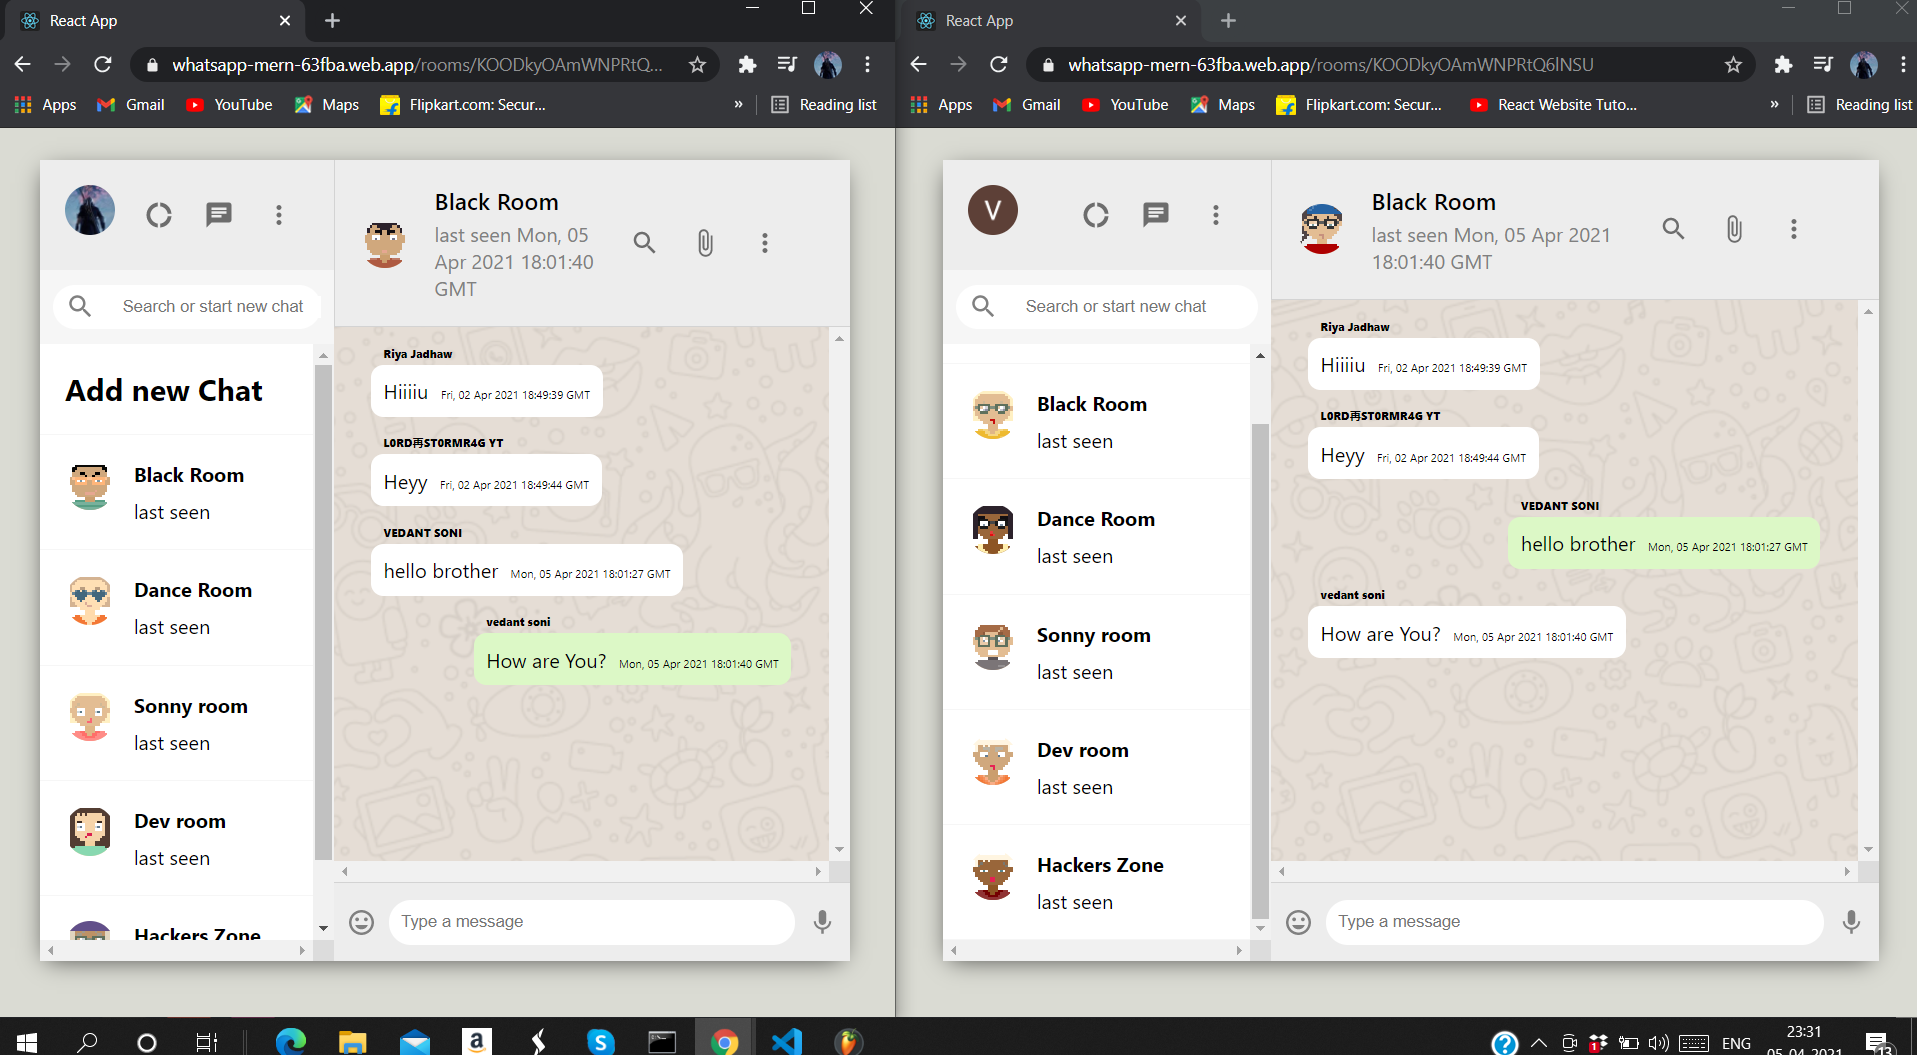 React App
whatsapp-mern-63fba.web.app/rooms/KOODkyOAmWNPRtQ...
Apps Gmail YouTube Maps Flipkart.com: Secur... » Reading list
Black Room
last seen Mon, 05
Apr 2021 18:01:40
GMT
Search or start new chat
Add new Chat
Black Room
last seen
Dance Room
last seen
Sonny room
last seen
Dev room
last seen
Hackers Zone
Riya Jadhaw
Hiiiiu Fri, 02 Apr 2021 18:49:39 GMT
L0RD再ST0RMR4G YT
Heyy Fri, 02 Apr 2021 18:49:44 GMT
VEDANT SONI
hello brother Mon, 05 Apr 2021 18:01:27 GMT
vedant soni
How are You? Mon, 05 Apr 2021 18:01:40 GMT
Type a message
React App
whatsapp-mern-63fba.web.app/rooms/KOODkyOAmWNPRtQ6lNSU
Apps Gmail YouTube Maps Flipkart.com: Secur... React Website Tuto... » Reading list
V
Black Room
last seen Mon, 05 Apr 2021
18:01:40 GMT
Search or start new chat
Black Room
last seen
Dance Room
last seen
Sonny room
last seen
Dev room
last seen
Hackers Zone
last seen
Riya Jadhaw
Hiiiiu Fri, 02 Apr 2021 18:49:39 GMT
L0RD再ST0RMR4G YT
Heyy Fri, 02 Apr 2021 18:49:44 GMT
VEDANT SONI
hello brother Mon, 05 Apr 2021 18:01:27 GMT
vedant soni
How are You? Mon, 05 Apr 2021 18:01:40 GMT
Type a message
ENG
23:31
05-04-2021
13